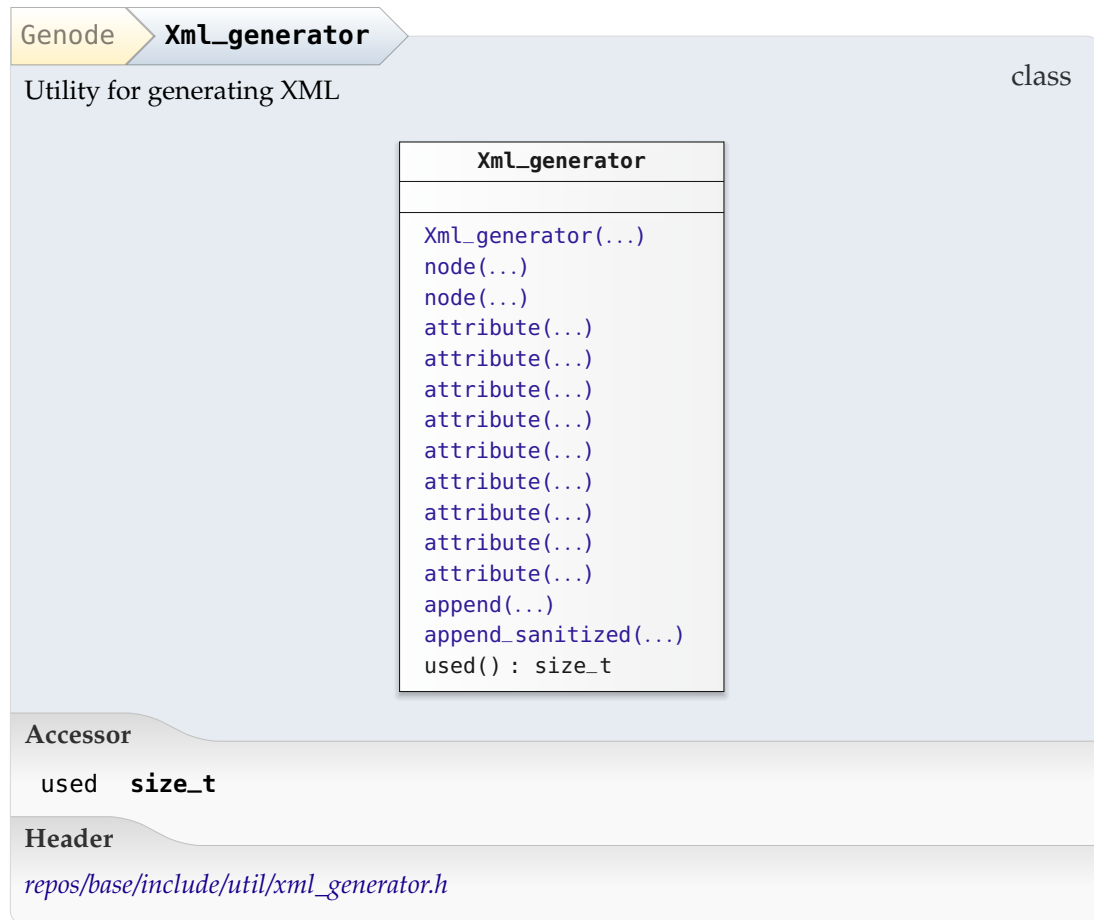 Genode Xml_generator
class
Utility for generating XML
Xml_generator
Xml_generator(...)
node(...)
node(...)
attribute(...)
attribute(...)
attribute(...)
attribute(...)
attribute(...)
attribute(...)
attribute(...)
attribute(...)
attribute(...)
append(...)
append_sanitized(...)
used() : size_t
Accessor
used size_t
Header
repos/base/include/util/xml_generator.h